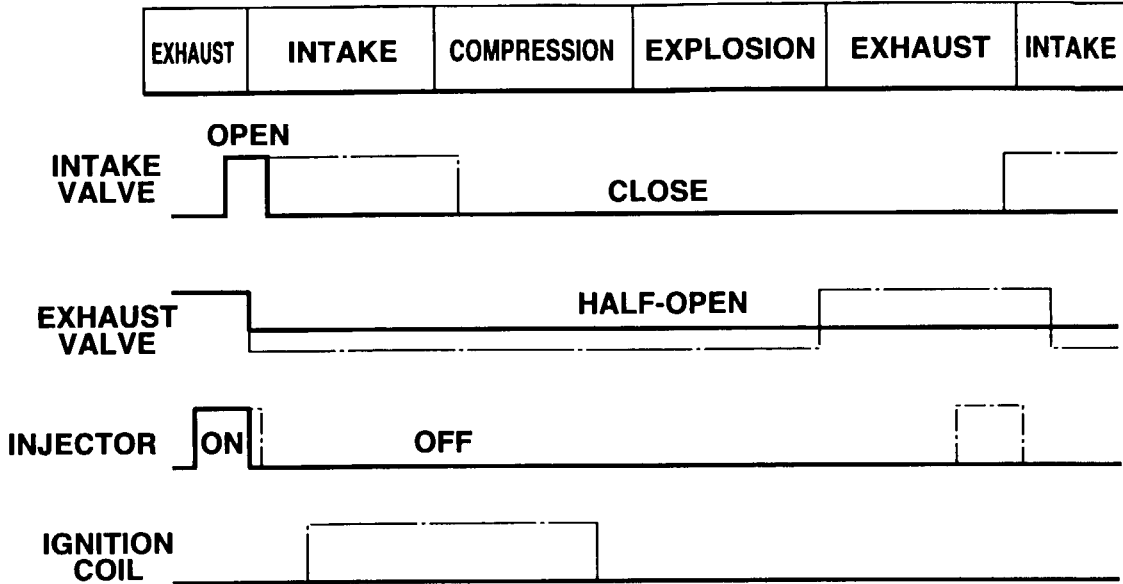 EXHAUST INTAKE COMPRESSION EXPLOSION EXHAUST INTAKE
OPEN
INTAKE
VALVE
CLOSE
EXHAUST
VALVE
HALF-OPEN
INJECTOR
ON
OFF
IGNITION
COIL